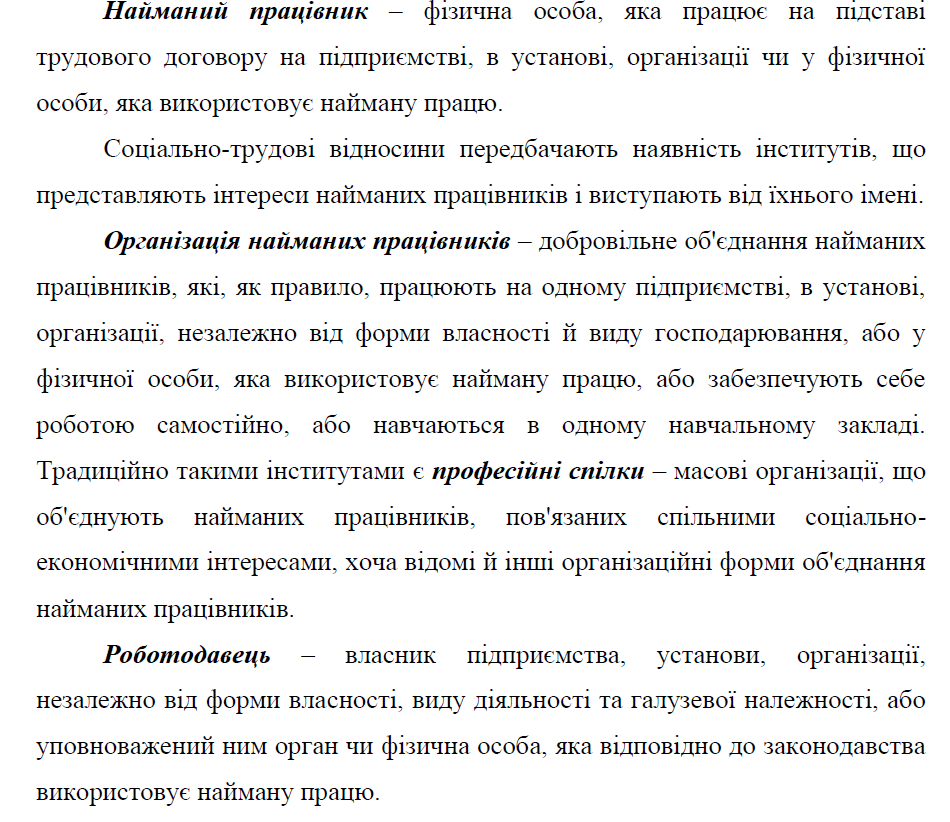 Найманий працівник – фізична особа, яка працює на підставі
трудового договору на підприємстві, в установі, організації чи у фізичної
особи, яка використовує найману працю.
Соціально-трудові відносини передбачають наявність інститутів, що
представляють інтереси найманих працівників і виступають від їхнього імені.
Організація найманих працівників – добровільне об'єднання найманих
працівників, які, як правило, працюють на одному підприємстві, в установі,
організації, незалежно від форми власності й виду господарювання, або у
фізичної особи, яка використовує найману працю, або забезпечують себе
роботою самостійно, або навчаються в одному навчальному закладі.
Традиційно такими інститутами є професійні спілки – масові організації, що
об'єднують найманих працівників, пов'язаних спільними соціально-
економічними інтересами, хоча відомі й інші організаційні форми об'єднання
найманих працівників.
Роботодавець – власник підприємства, установи, організації,
незалежно від форми власності, виду діяльності та галузевої належності, або
уповноважений ним орган чи фізична особа, яка відповідно до законодавства
використовує найману працю.